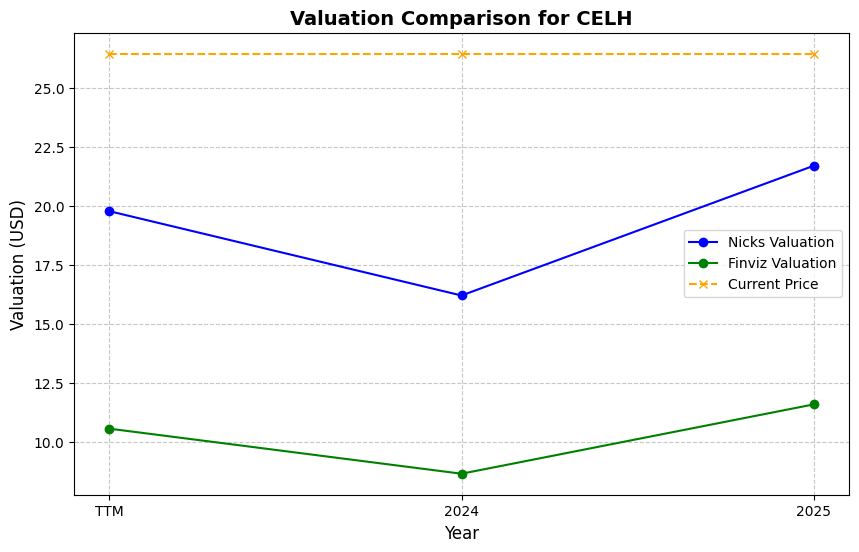 Valuation Comparison for CELH
Valuation (USD)
25.0
22.5
20.0
17.5
15.0
12.5
10.0
Nicks Valuation
Finviz Valuation
Current Price
TTM
2024
2025
Year